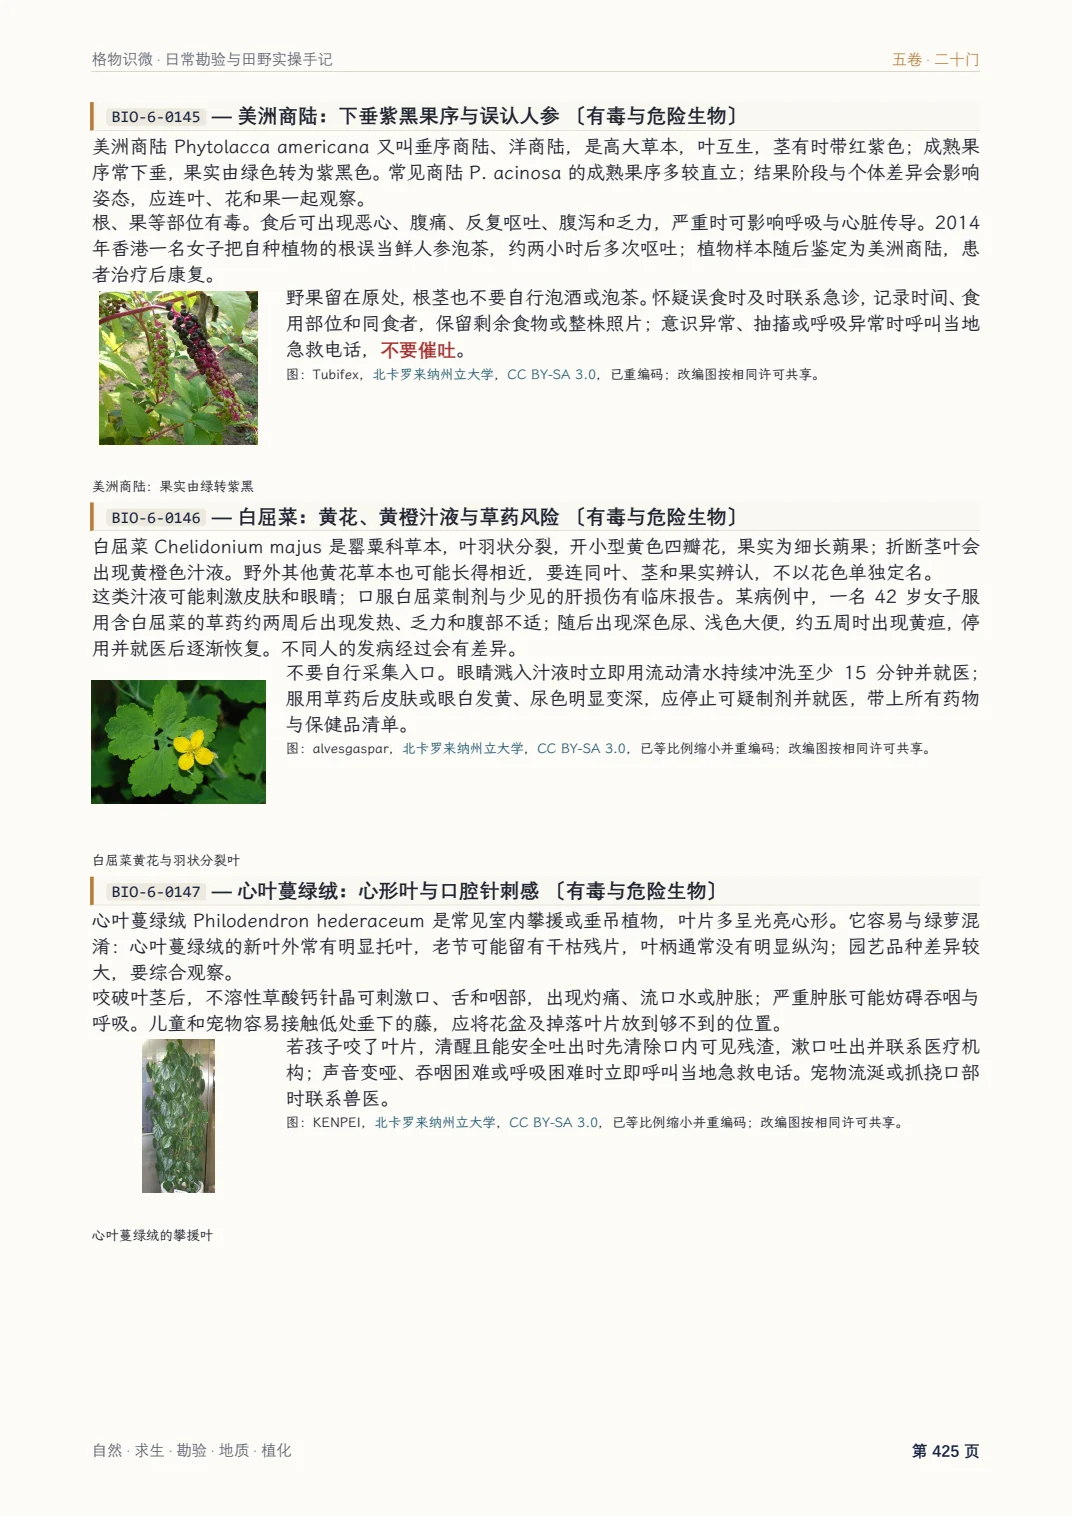 格物识微 · 日常勘验与田野实操手记
五卷 · 二十门
BIO-6-0145 — 美洲商陆：下垂紫黑果序与误认人参 〔有毒与危险生物〕
美洲商陆 Phytolacca americana 又叫垂序商陆、洋商陆，是高大草本，叶互生，茎有时带红紫色；成熟果
序常下垂，果实由绿色转为紫黑色。常见商陆 P. acinosa 的成熟果序多较直立；结果阶段与个体差异会影响
姿态，应连叶、花和果一起观察。
根、果等部位有毒。食后可出现恶心、腹痛、反复呕吐、腹泻和乏力，严重时可影响呼吸与心脏传导。2014
年香港一名女子把自种植物的根误当鲜人参泡茶，约两小时后多次呕吐；植物样本随后鉴定为美洲商陆，患
者治疗后康复。
野果留在原处，根茎也不要自行泡酒或泡茶。怀疑误食时及时联系急诊，记录时间、食
用部位和同食者，保留剩余食物或整株照片；意识异常、抽搐或呼吸异常时呼叫当地
急救电话，不要催吐。
图：Tubifex，北卡罗来纳州立大学，CC BY-SA 3.0，已重编码；改编图按相同许可共享。
美洲商陆：果实由绿转紫黑
BIO-6-0146 — 白屈菜：黄花、黄橙汁液与草药风险 〔有毒与危险生物〕
白屈菜 Chelidonium majus 是罂粟科草本，叶羽状分裂，开小型黄色四瓣花，果实为细长蒴果；折断茎叶会
出现黄橙色汁液。野外其他黄花草本也可能长得相近，要连同叶、茎和果实辨认，不以花色单独定名。
这类汁液可能刺激皮肤和眼睛；口服白屈菜制剂与少见的肝损伤有临床报告。某病例中，一名 42 岁女子服
用含白屈菜的草药约两周后出现发热、乏力和腹部不适；随后出现深色尿、浅色大便，约五周时出现黄疸，停
用并就医后逐渐恢复。不同人的发病经过会有差异。
不要自行采集入口。眼睛溅入汁液时立即用流动清水持续冲洗至少 15 分钟并就医；
服用草药后皮肤或眼白发黄、尿色明显变深，应停止可疑制剂并就医，带上所有药物
与保健品清单。
图：alvesgaspar，北卡罗来纳州立大学，CC BY-SA 3.0，已等比例缩小并重编码；改编图按相同许可共享。
白屈菜黄花与羽状分裂叶
BIO-6-0147 — 心叶蔓绿绒：心形叶与口腔针刺感 〔有毒与危险生物〕
心叶蔓绿绒 Philodendron hederaceum 是常见室内攀援或垂吊植物，叶片多呈光亮心形。它容易与绿萝混
淆：心叶蔓绿绒的新叶外常有明显托叶，老节可能留有干枯残片，叶柄通常没有明显纵沟；园艺品种差异较
大，要综合观察。
咬破叶茎后，不溶性草酸钙针晶可刺激口、舌和咽部，出现灼痛、流口水或肿胀；严重肿胀可能妨碍吞咽与
呼吸。儿童和宠物容易接触低处垂下的藤，应将花盆及掉落叶片放到够不到的位置。
若孩子咬了叶片，清醒且能安全吐出时先清除口内可见残渣，漱口吐出并联系医疗机
构；声音变哑、吞咽困难或呼吸困难时立即呼叫当地急救电话。宠物流涎或抓挠口部
时联系兽医。
图：KENPEI，北卡罗来纳州立大学，CC BY-SA 3.0，已等比例缩小并重编码；改编图按相同许可共享。
心叶蔓绿绒的攀援叶
自然 · 求生 · 勘验 · 地质 · 植化
第 425 页